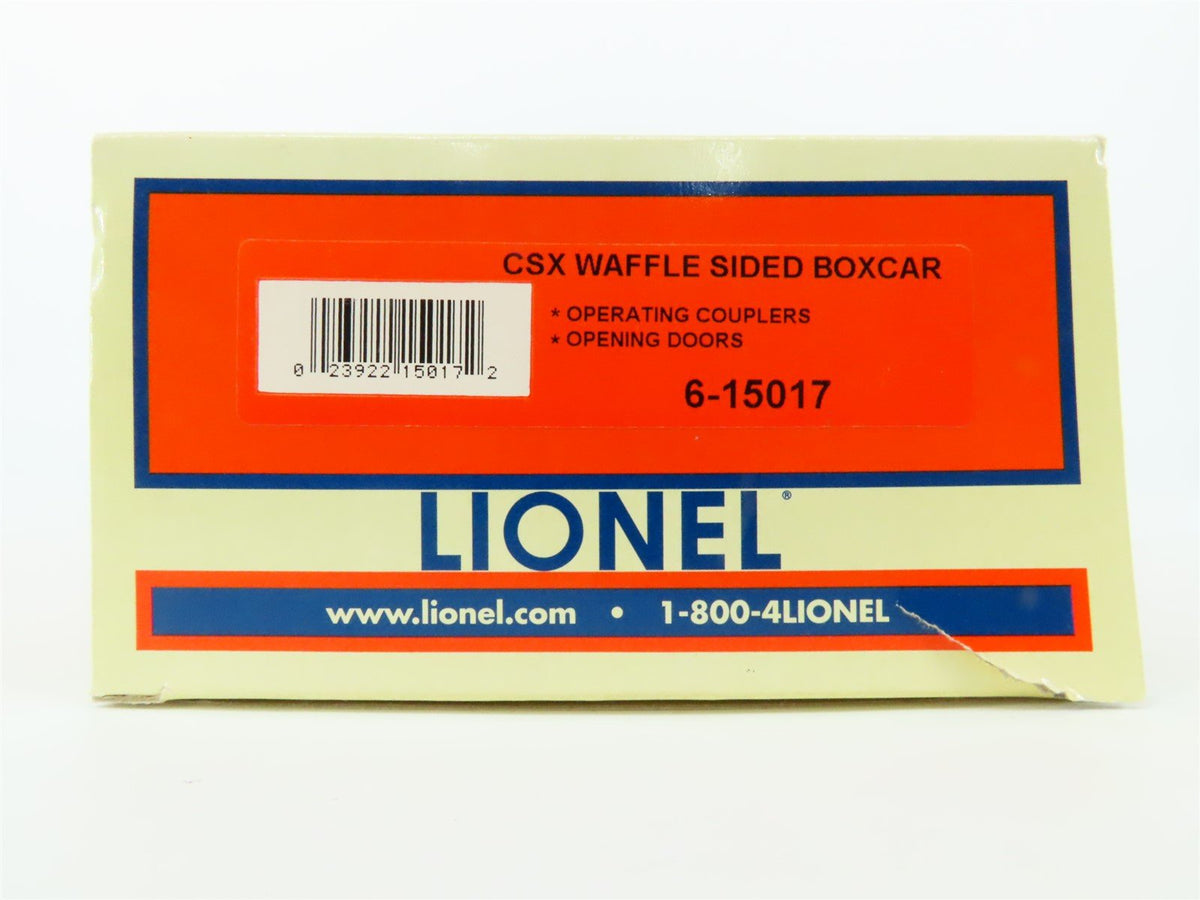 CSX WAFFLE SIDED BOXCAR
* OPERATING COUPLERS
* OPENING DOORS
0 23922 15017 2
6-15017
LIONEL®
www.lionel.com • 1-800-4LIONEL